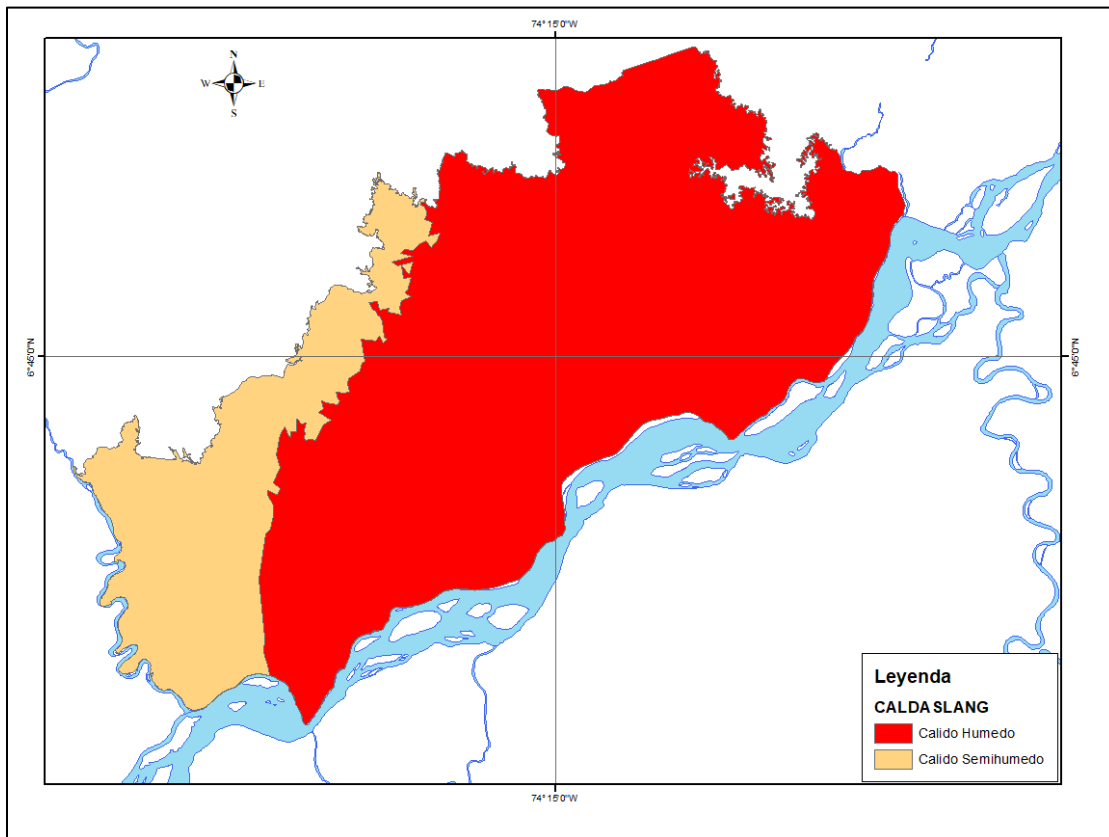 74°15'0"W
N
W E
S
6°45'0"N
6°45'0"N
Leyenda
CALDASLANG
Calido Humedo
Calido Semihumedo
74°15'0"W